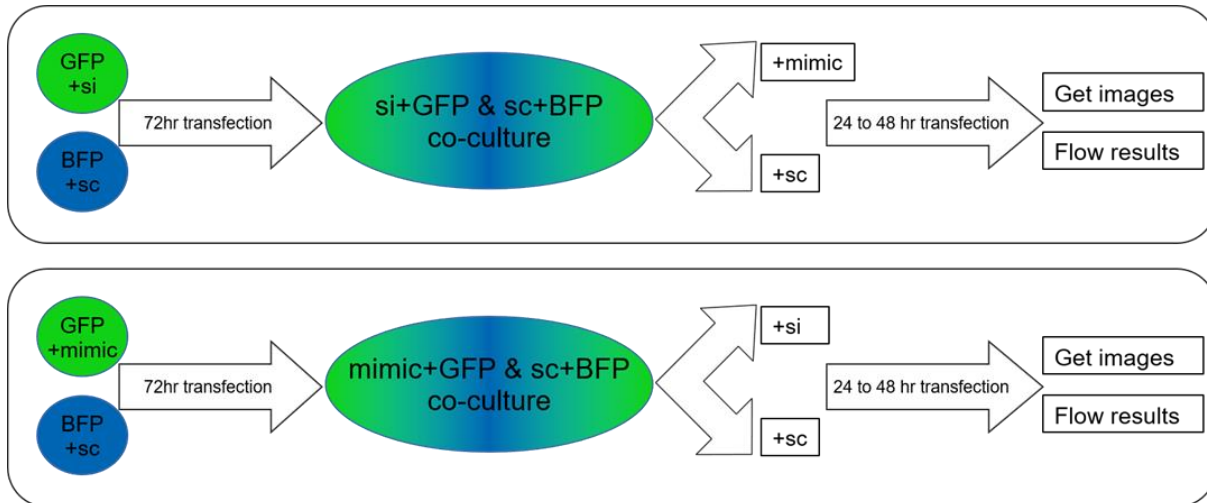 GFP
+si
BFP
+sc
72hr transfection
si+GFP & sc+BFP
co-culture
+mimic
+sc
24 to 48 hr transfection
Get images
Flow results
GFP
+mimic
BFP
+sc
72hr transfection
mimic+GFP & sc+BFP
co-culture
+si
+sc
24 to 48 hr transfection
Get images
Flow results